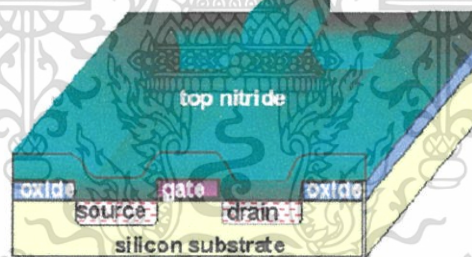 top nitride
oxide gate oxide
source drain
silicon substrate